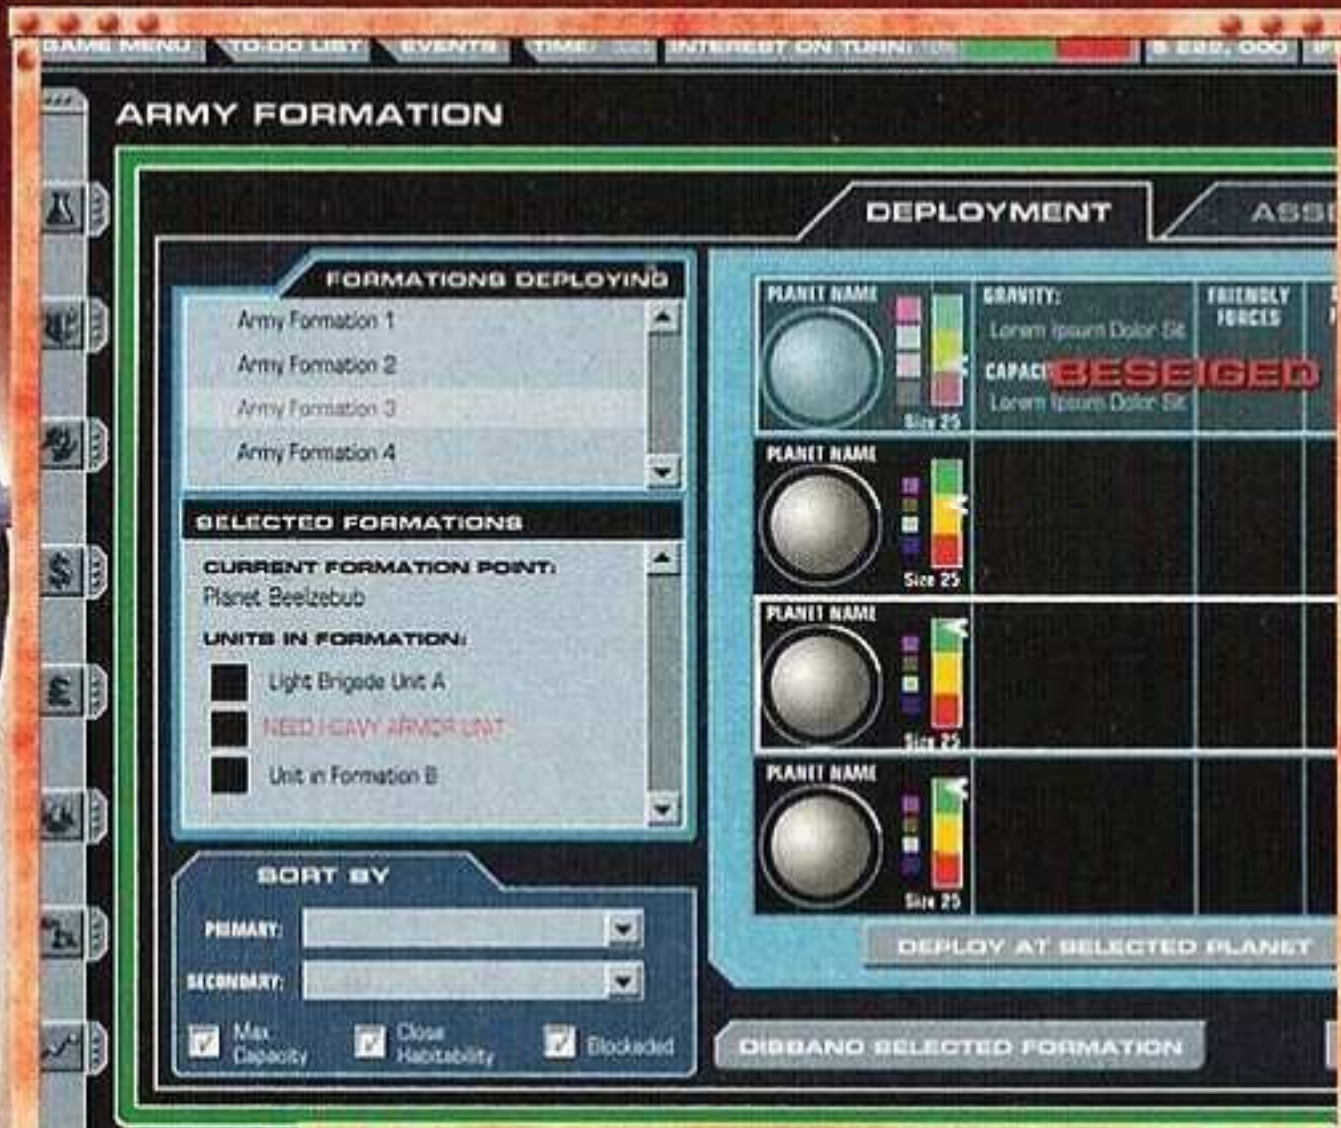 GAME MENU
TO-DO LIST
EVENTS
TIME:
INTEREST ON TURN:
$ 222, 000
ARMY FORMATION
DEPLOYMENT
FORMATIONS DEPLOYING
Army Formation 1
Army Formation 2
Army Formation 3
Army Formation 4
SELECTED FORMATIONS
CURRENT FORMATION POINT:
Planet Beelzebub
UNITS IN FORMATION:
Light Brigade Unit A
NEED HEAVY ARMOR UNIT
Unit in Formation B
SORT BY
PRIMARY:
SECONDARY:
Max Capacity
Close Habitability
Blockaded
PLANET NAME
Size 25
GRAVITY:
Lorem Ipsum Dolor Sit
BESEIGED
Lorem Ipsum Dolor Sit
FRIENDLY
FORCES
PLANET NAME
Size 25
PLANET NAME
Size 25
PLANET NAME
Size 25
DEPLOY AT SELECTED PLANET
DISBAND SELECTED FORMATION